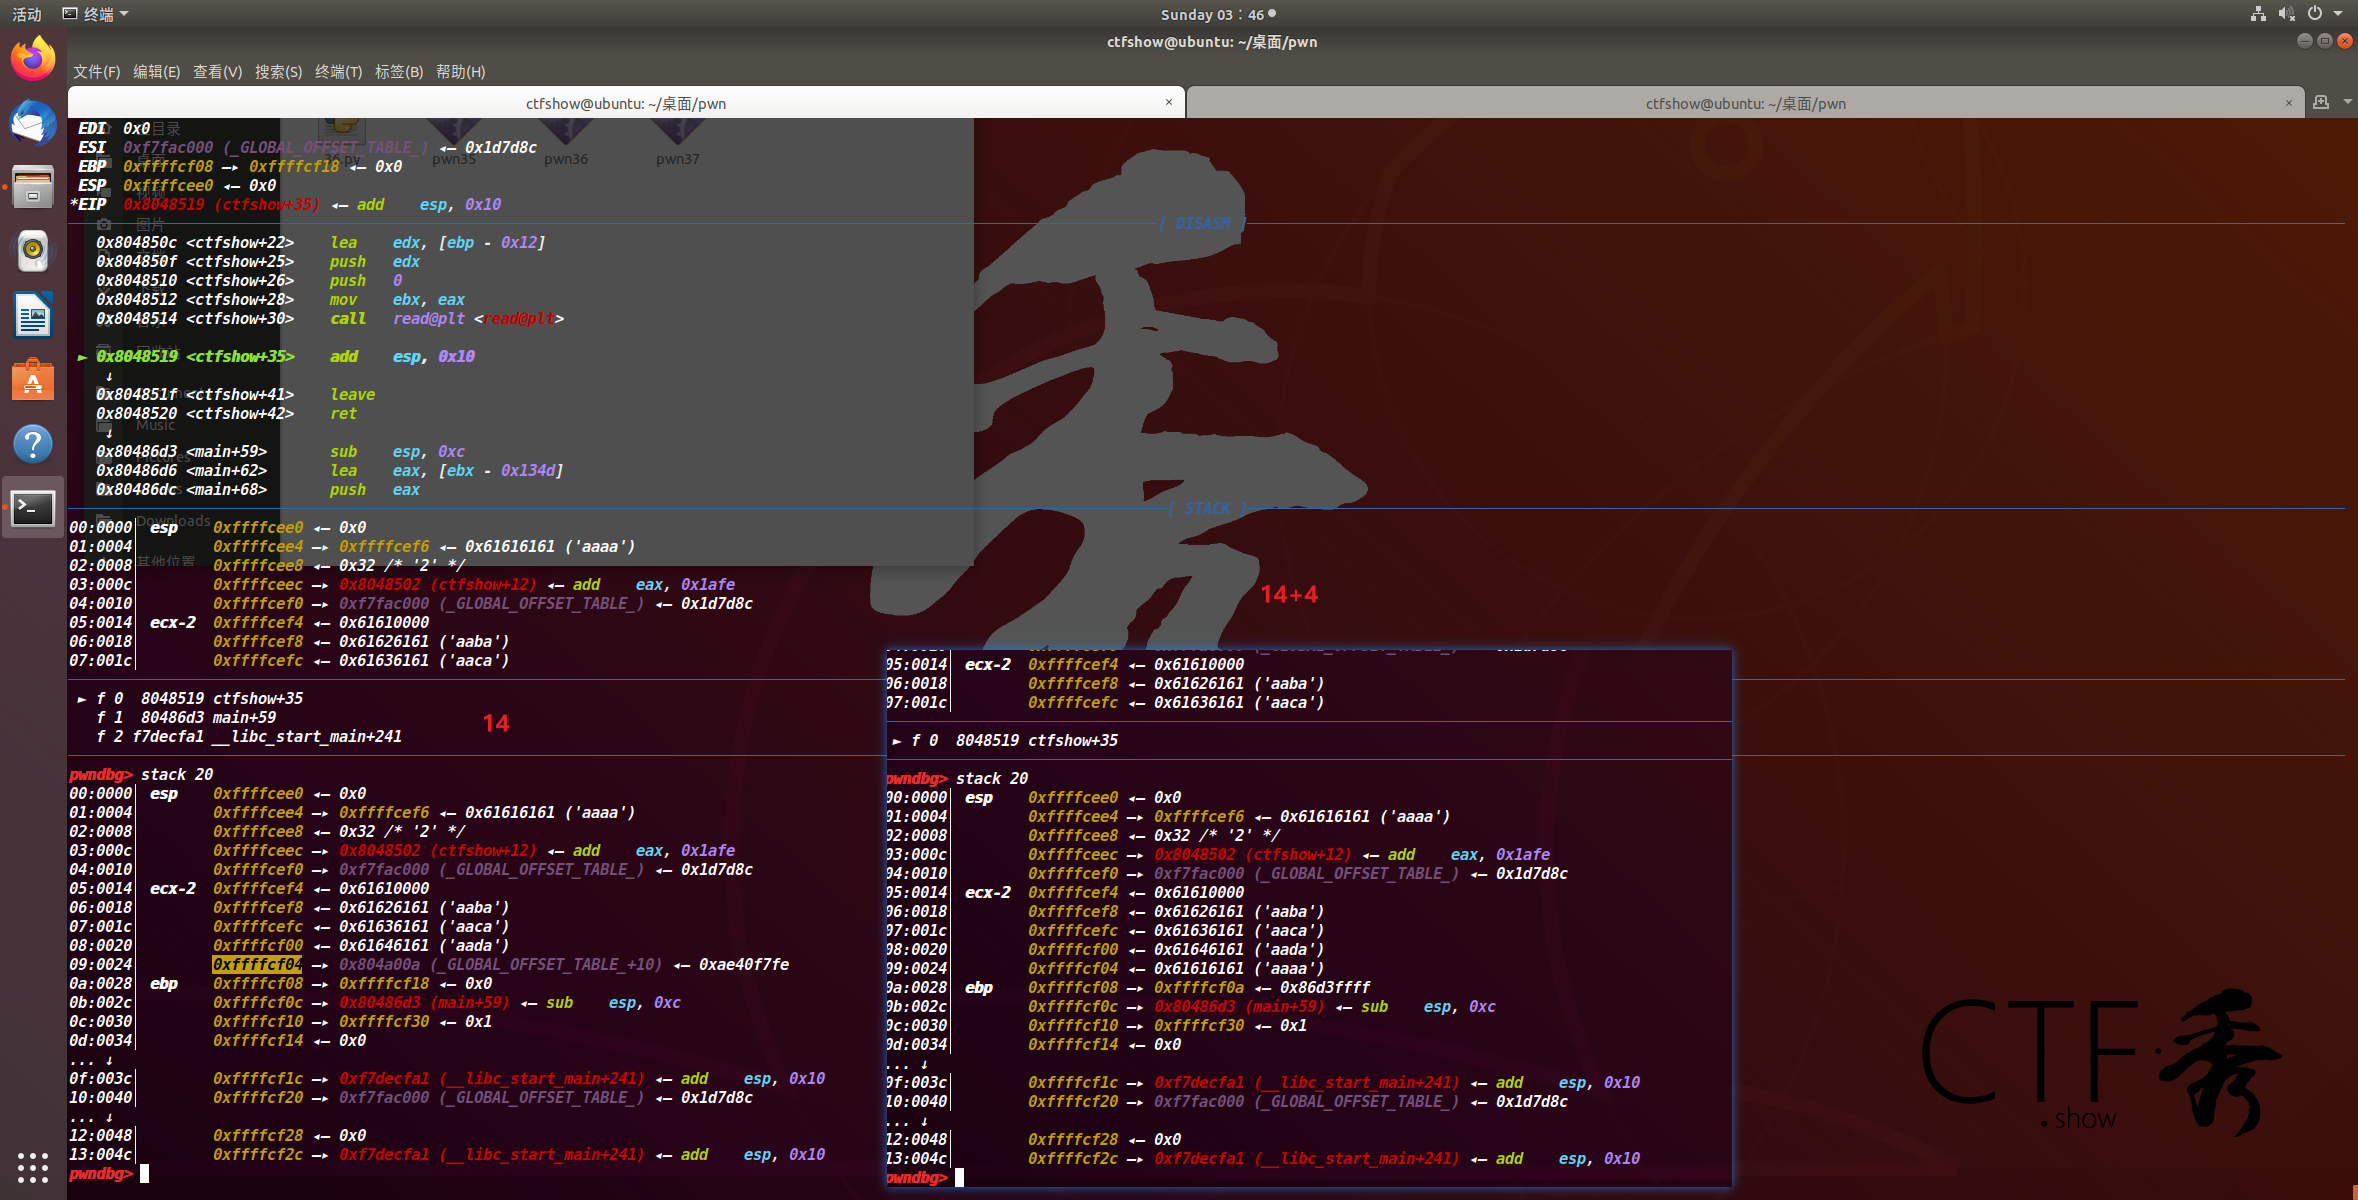 活动 终端
Sunday 03：46
ctfshow@ubuntu: ~/桌面/pwn
文件(F) 编辑(E) 查看(V) 搜索(S) 终端(T) 标签(B) 帮助(H)
ctfshow@ubuntu: ~/桌面/pwn ×
ctfshow@ubuntu: ~/桌面/pwn ×
EDI 0x0
ESI 0xf7fac000 (_GLOBAL_OFFSET_TABLE_) ◂— 0x1d7d8c
EBP 0xffffcf08 —▸ 0xffffcf18 ◂— 0x0
ESP 0xffffcee0 ◂— 0x0
*EIP 0x8048519 (ctfshow+35) ◂— add esp, 0x10
pwn35 pwn36 pwn37
图片
[ DISASM ]
0x804850c <ctfshow+22> lea edx, [ebp - 0x12]
0x804850f <ctfshow+25> push edx
0x8048510 <ctfshow+26> push 0
0x8048512 <ctfshow+28> mov ebx, eax
0x8048514 <ctfshow+30> call read@plt <read@plt>
► 0x8048519 <ctfshow+35> add esp, 0x10
↓
0x804851f <ctfshow+41> leave
0x8048520 <ctfshow+42> ret
Music
↓
0x80486d3 <main+59> sub esp, 0xc
Pictures
0x80486d6 <main+62> lea eax, [ebx - 0x134d]
0x80486dc <main+68> push eax
[ STACK ]
Downloads
00:0000│ esp 0xffffcee0 ◂— 0x0
01:0004│ 0xffffcee4 —▸ 0xffffcef6 ◂— 0x61616161 ('aaaa')
其他位置
02:0008│ 0xffffcee8 ◂— 0x32 /* '2' */
03:000c│ 0xffffceec —▸ 0x8048502 (ctfshow+12) ◂— add eax, 0x1afe
04:0010│ 0xffffcef0 —▸ 0xf7fac000 (_GLOBAL_OFFSET_TABLE_) ◂— 0x1d7d8c
05:0014│ ecx-2 0xffffcef4 ◂— 0x61610000
06:0018│ 0xffffcef8 ◂— 0x61626161 ('aaba')
07:001c│ 0xffffcefc ◂— 0x61636161 ('aaca')
► f 0 8048519 ctfshow+35
f 1 80486d3 main+59
f 2 f7decfa1 __libc_start_main+241
14
pwndbg> stack 20
00:0000│ esp 0xffffcee0 ◂— 0x0
01:0004│ 0xffffcee4 —▸ 0xffffcef6 ◂— 0x61616161 ('aaaa')
02:0008│ 0xffffcee8 ◂— 0x32 /* '2' */
03:000c│ 0xffffceec —▸ 0x8048502 (ctfshow+12) ◂— add eax, 0x1afe
04:0010│ 0xffffcef0 —▸ 0xf7fac000 (_GLOBAL_OFFSET_TABLE_) ◂— 0x1d7d8c
05:0014│ ecx-2 0xffffcef4 ◂— 0x61610000
06:0018│ 0xffffcef8 ◂— 0x61626161 ('aaba')
07:001c│ 0xffffcefc ◂— 0x61636161 ('aaca')
08:0020│ 0xffffcf00 ◂— 0x61646161 ('aada')
09:0024│ 0xffffcf04 —▸ 0x804a00a (_GLOBAL_OFFSET_TABLE_+10) ◂— 0xae40f7fe
0a:0028│ ebp 0xffffcf08 —▸ 0xffffcf18 ◂— 0x0
0b:002c│ 0xffffcf0c —▸ 0x80486d3 (main+59) ◂— sub esp, 0xc
0c:0030│ 0xffffcf10 —▸ 0xffffcf30 ◂— 0x1
0d:0034│ 0xffffcf14 ◂— 0x0
... ↓
0f:003c│ 0xffffcf1c —▸ 0xf7decfa1 (__libc_start_main+241) ◂— add esp, 0x10
10:0040│ 0xffffcf20 —▸ 0xf7fac000 (_GLOBAL_OFFSET_TABLE_) ◂— 0x1d7d8c
... ↓
12:0048│ 0xffffcf28 ◂— 0x0
13:004c│ 0xffffcf2c —▸ 0xf7decfa1 (__libc_start_main+241) ◂— add esp, 0x10
pwndbg>
14+4
05:0014│ ecx-2 0xffffcef4 ◂— 0x61610000
06:0018│ 0xffffcef8 ◂— 0x61626161 ('aaba')
07:001c│ 0xffffcefc ◂— 0x61636161 ('aaca')
► f 0 8048519 ctfshow+35
pwndbg> stack 20
00:0000│ esp 0xffffcee0 ◂— 0x0
01:0004│ 0xffffcee4 —▸ 0xffffcef6 ◂— 0x61616161 ('aaaa')
02:0008│ 0xffffcee8 ◂— 0x32 /* '2' */
03:000c│ 0xffffceec —▸ 0x8048502 (ctfshow+12) ◂— add eax, 0x1afe
04:0010│ 0xffffcef0 —▸ 0xf7fac000 (_GLOBAL_OFFSET_TABLE_) ◂— 0x1d7d8c
05:0014│ ecx-2 0xffffcef4 ◂— 0x61610000
06:0018│ 0xffffcef8 ◂— 0x61626161 ('aaba')
07:001c│ 0xffffcefc ◂— 0x61636161 ('aaca')
08:0020│ 0xffffcf00 ◂— 0x61646161 ('aada')
09:0024│ 0xffffcf04 ◂— 0x61616161 ('aaaa')
0a:0028│ ebp 0xffffcf08 —▸ 0xffffcf0a ◂— 0x86d3ffff
0b:002c│ 0xffffcf0c —▸ 0x80486d3 (main+59) ◂— sub esp, 0xc
0c:0030│ 0xffffcf10 —▸ 0xffffcf30 ◂— 0x1
0d:0034│ 0xffffcf14 ◂— 0x0
... ↓
0f:003c│ 0xffffcf1c —▸ 0xf7decfa1 (__libc_start_main+241) ◂— add esp, 0x10
10:0040│ 0xffffcf20 —▸ 0xf7fac000 (_GLOBAL_OFFSET_TABLE_) ◂— 0x1d7d8c
... ↓
12:0048│ 0xffffcf28 ◂— 0x0
13:004c│ 0xffffcf2c —▸ 0xf7decfa1 (__libc_start_main+241) ◂— add esp, 0x10
pwndbg>
CTF秀
.show